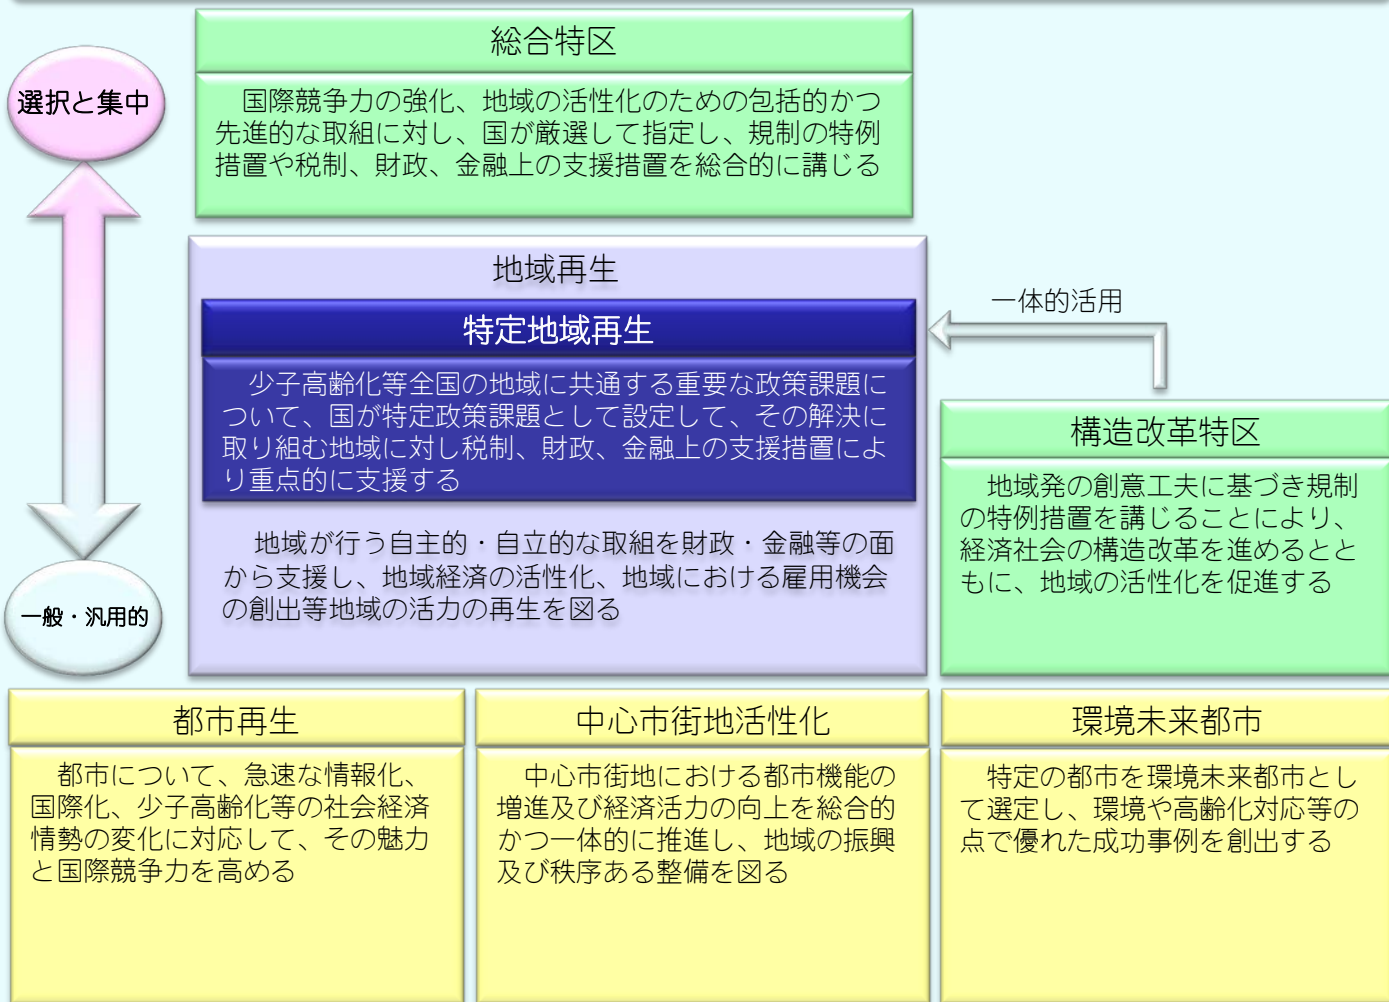 総合特区
選択と集中
国際競争力の強化、地域の活性化のための包括的かつ
先進的な取組に対し、国が厳選して指定し、規制の特例
措置や税制、財政、金融上の支援措置を総合的に講じる
地域再生
一体的活用
特定地域再生
少子高齢化等全国の地域に共通する重要な政策課題に
ついて、国が特定政策課題として設定して、その解決に
取り組む地域に対し税制、財政、金融上の支援措置によ
り重点的に支援する
地域が行う自主的・自立的な取組を財政・金融等の面
から支援し、地域経済の活性化、地域における雇用機会
の創出等地域の活力の再生を図る
構造改革特区
地域発の創意工夫に基づき規制
の特例措置を講じることにより、
経済社会の構造改革を進めるとと
もに、地域の活性化を促進する
一般・汎用的
都市再生
都市について、急速な情報化、
国際化、少子高齢化等の社会経済
情勢の変化に対応して、その魅力
と国際競争力を高める
中心市街地活性化
中心市街地における都市機能の
増進及び経済活力の向上を総合的
かつ一体的に推進し、地域の振興
及び秩序ある整備を図る
環境未来都市
特定の都市を環境未来都市とし
て選定し、環境や高齢化対応等の
点で優れた成功事例を創出する